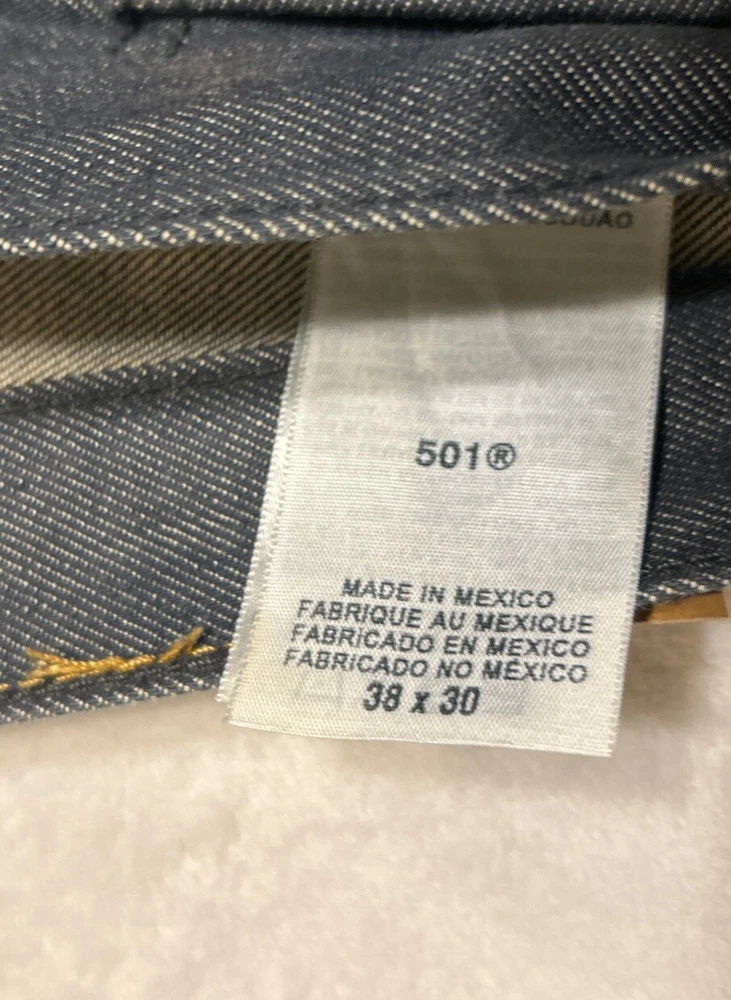 501®
MADE IN MEXICO
FABRIQUE AU MEXIQUE
FABRICADO EN MEXICO
FABRICADO NO MÉXICO
38 x 30